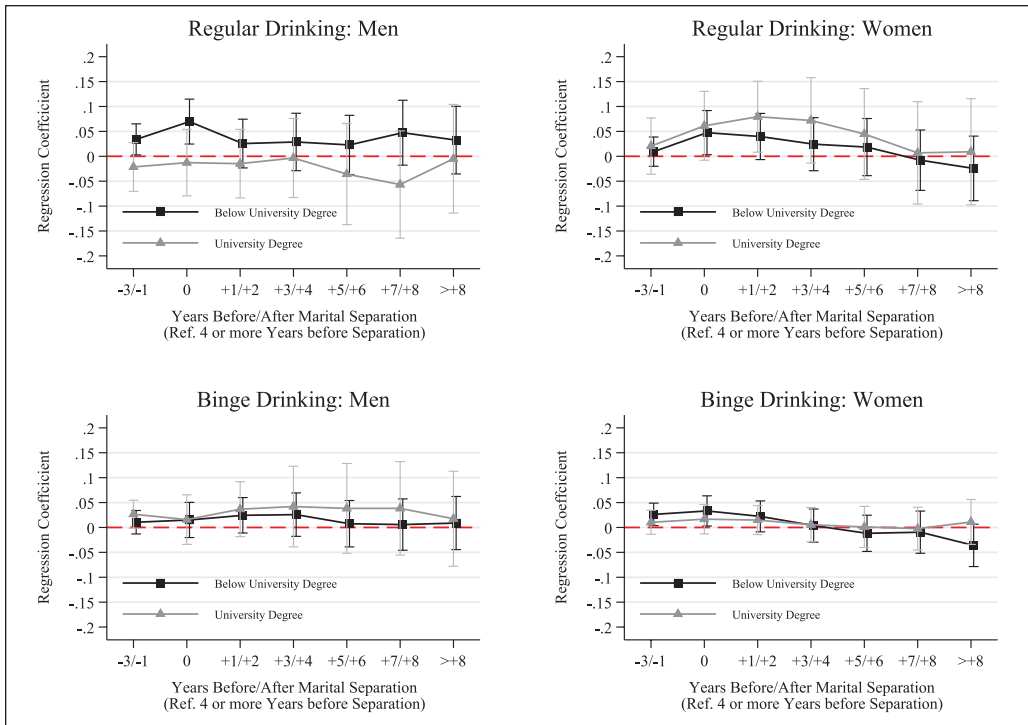 Regular Drinking: Men
Regression Coeffcicient
.2
.15
.1
.05
0
-.05
-.1
-.15
-.2
Below University Degree
University Degree
-3/-1 0 +1/+2 +3/+4 +5/+6 +7/+8 >+8
Years Before/After Marital Separation
(Ref. 4 or more Years before Separation)
Regular Drinking: Women
Regression Coeffcicient
.2
.15
.1
.05
0
-.05
-.1
-.15
-.2
Below University Degree
University Degree
-3/-1 0 +1/+2 +3/+4 +5/+6 +7/+8 >+8
Years Before/After Marital Separation
(Ref. 4 or more Years before Separation)
Binge Drinking: Men
Regression Coeffcicient
.2
.15
.1
.05
0
-.05
-.1
-.15
-.2
Below University Degree
University Degree
-3/-1 0 +1/+2 +3/+4 +5/+6 +7/+8 >+8
Years Before/After Marital Separation
(Ref. 4 or more Years before Separation)
Binge Drinking: Women
Regression Coeffcicient
.2
.15
.1
.05
0
-.05
-.1
-.15
-.2
Below University Degree
University Degree
-3/-1 0 +1/+2 +3/+4 +5/+6 +7/+8 >+8
Years Before/After Marital Separation
(Ref. 4 or more Years before Separation)